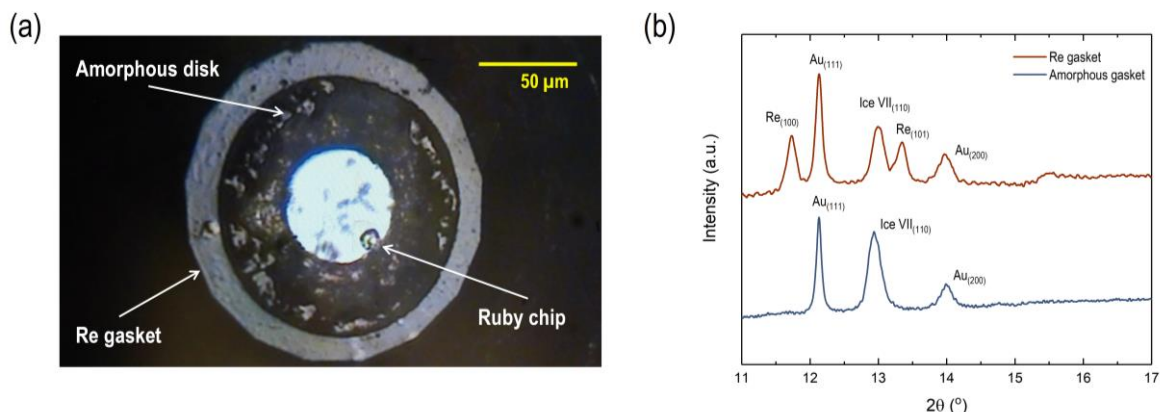 (a)
Amorphous disk
50 µm
Re gasket
Ruby chip
(b)
Re gasket
Amorphous gasket
Au(111)
Re(100)
Ice VII(110)
Re(101)
Au(200)
Au(111)
Ice VII(110)
Au(200)
Intensity (a.u.)
11 12 13 14 15 16 17
2θ (°)